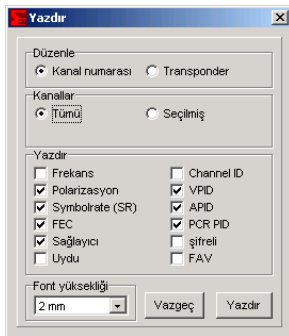 Yazdır
Düzenle
Kanal numarası Transponder
Kanallar
Tümü Seçilmiş
Yazdır
Frekans Channel ID
Polarizasyon VPID
Symbolrate (SR) APID
FEC PCR PID
Sağlayıcı şifreli
Uydu FAV
Font yüksekliği
2 mm Vazgeç Yazdır